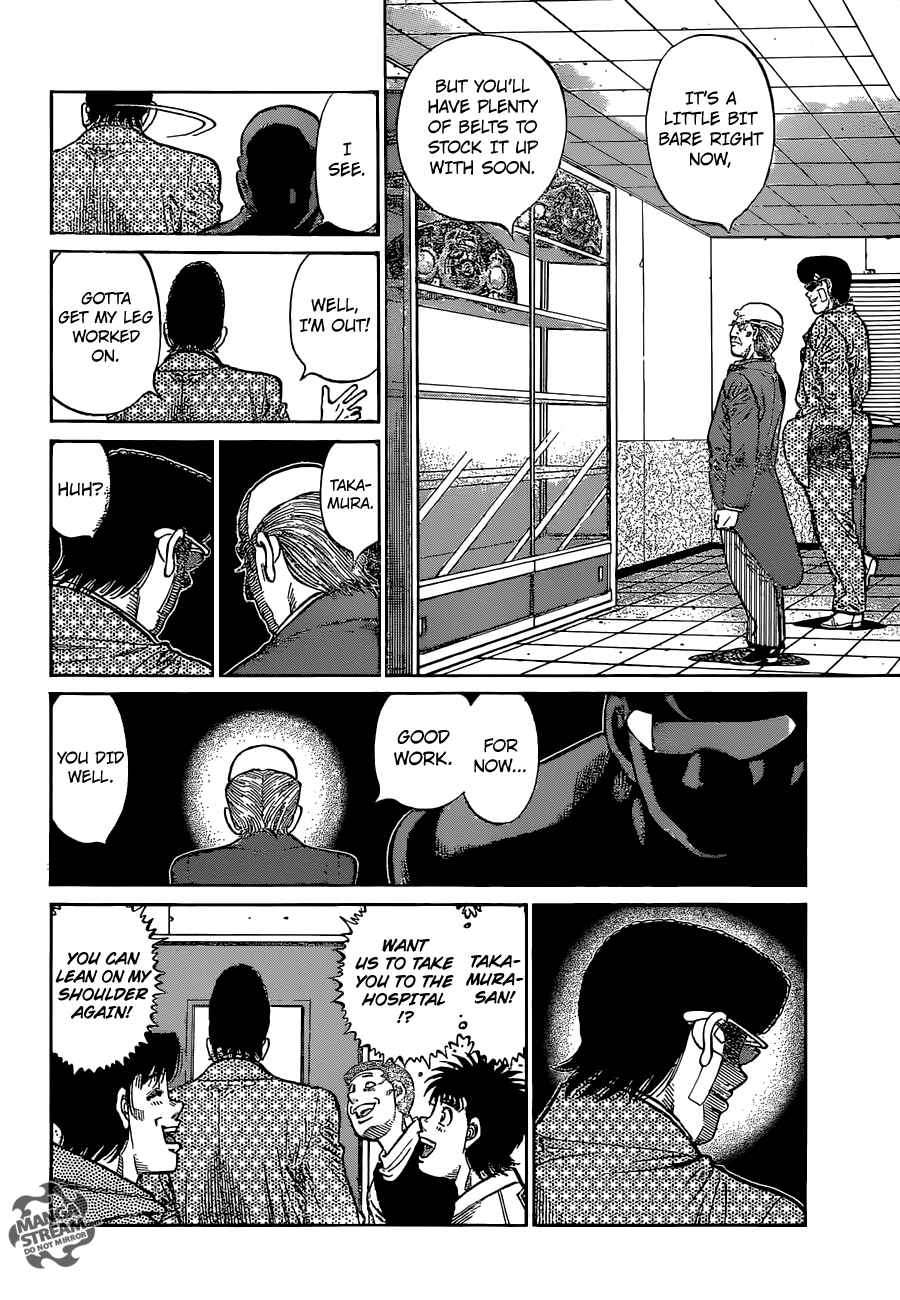 IT'S A
LITTLE BIT
BARE RIGHT
NOW,
BUT YOU'LL
HAVE PLENTY
OF BELTS TO
STOCK IT UP
WITH SOON.
I
SEE.
WELL,
I'M OUT!
GOTTA
GET MY LEG
WORKED
ON.
TAKA-
MURA.
HUH?
FOR
NOW...
GOOD
WORK.
YOU DID
WELL.
TAKA-
MURA-
SAN!
WANT
US TO TAKE
YOU TO THE
HOSPITAL
!?
YOU CAN
LEAN ON MY
SHOULDER
AGAIN!
MANGA
STREAM
DO NOT MIRROR